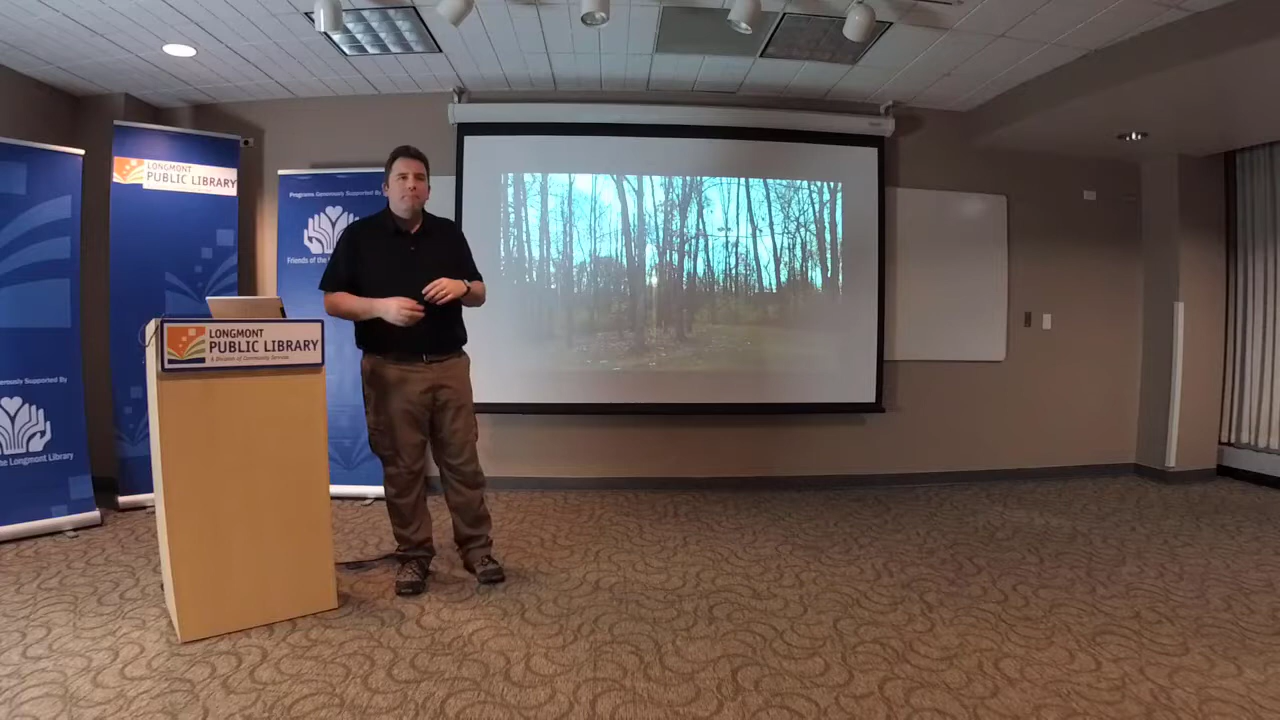 LONGMONT
PUBLIC LIBRARY
Programs Generously Supported By
Friends of the
Generously Supported By
the Longmont Library
LONGMONT
PUBLIC LIBRARY
A Division of Community Services